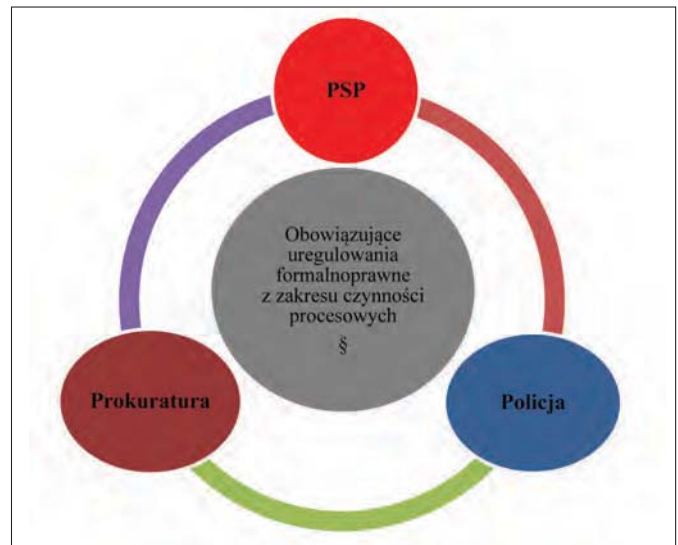 PSP
Obowiązujące
uregulowania
formalnoprawne
z zakresu czynności
procesowych
§
Prokuratura
Policja